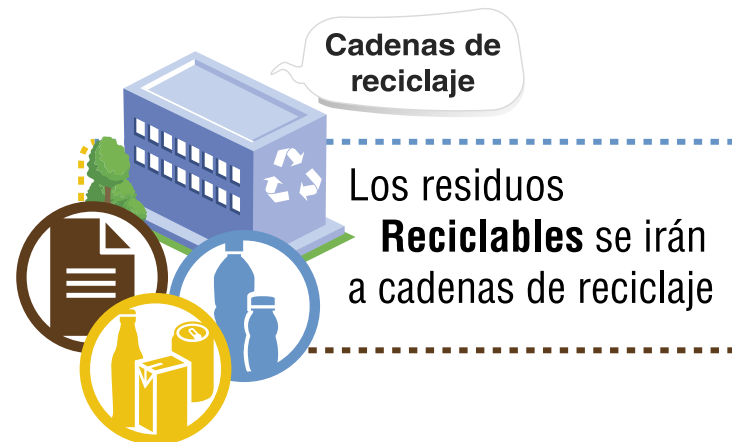 Cadenas de
reciclaje
Los residuos
Reciclables se irán
a cadenas de reciclaje